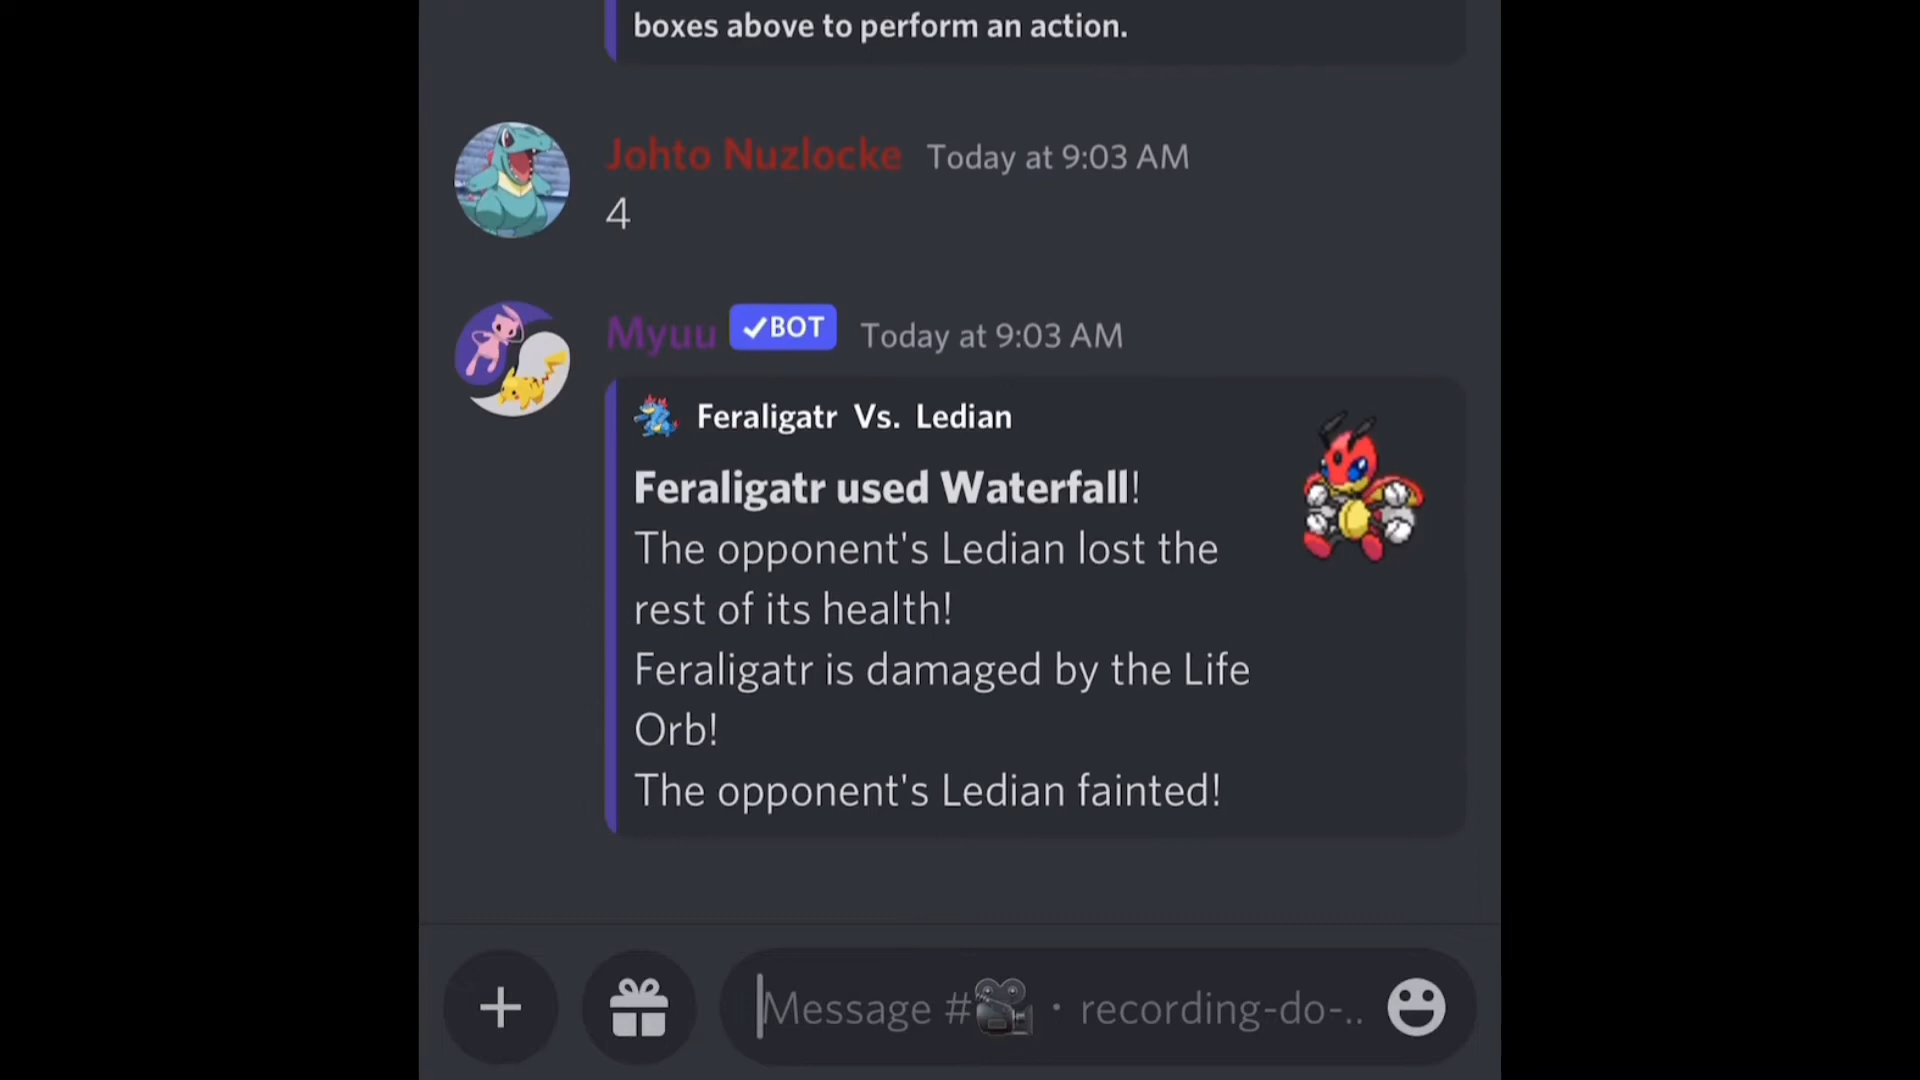 boxes above to perform an action.
Johto Nuzlocke Today at 9:03 AM
4
Myuu ✓BOT Today at 9:03 AM
Feraligatr Vs. Ledian
Feraligatr used Waterfall!
The opponent's Ledian lost the
rest of its health!
Feraligatr is damaged by the Life
Orb!
The opponent's Ledian fainted!
Message #🎥・recording-do-..